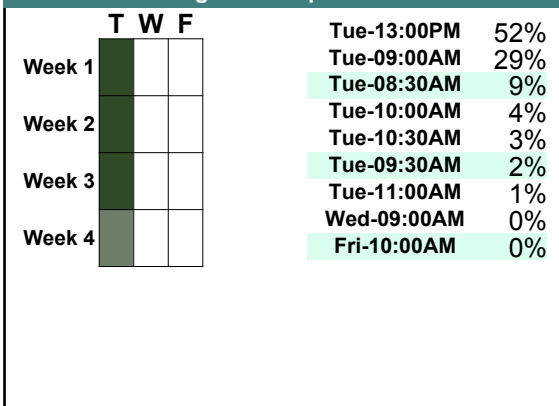 T W F
Week 1
Week 2
Week 3
Week 4
Tue-13:00PM 52%
Tue-09:00AM 29%
Tue-08:30AM 9%
Tue-10:00AM 4%
Tue-10:30AM 3%
Tue-09:30AM 2%
Tue-11:00AM 1%
Wed-09:00AM 0%
Fri-10:00AM 0%